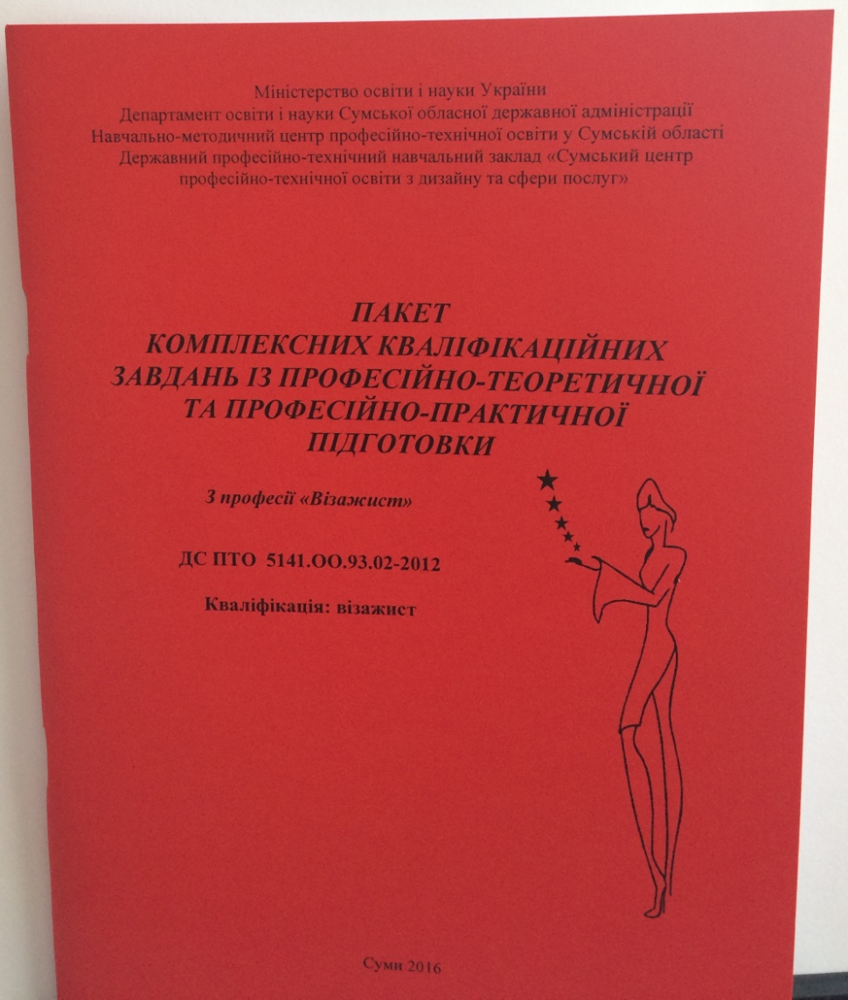 Міністерство освіти і науки України
Департамент освіти і науки Сумської обласної державної адміністрації
Навчально-методичний центр професійно-технічної освіти у Сумській області
Державний професійно-технічний навчальний заклад «Сумський центр
професійно-технічної освіти з дизайну та сфери послуг»
ПАКЕТ
КОМПЛЕКСНИХ КВАЛІФІКАЦІЙНИХ
ЗАВДАНЬ ІЗ ПРОФЕСІЙНО-ТЕОРЕТИЧНОЇ
ТА ПРОФЕСІЙНО-ПРАКТИЧНОЇ
ПІДГОТОВКИ
З професії «Візажист»
ДС ПТО 5141.ОО.93.02-2012
Кваліфікація: візажист
Суми 2016